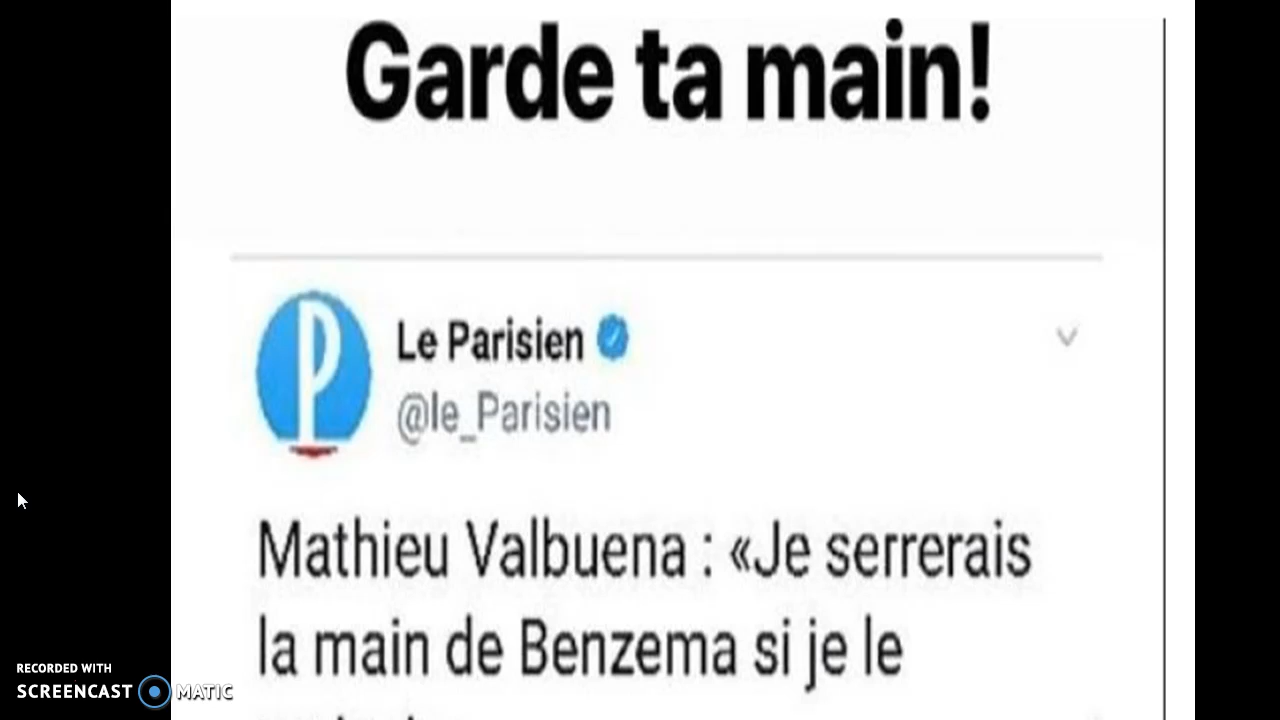 Garde ta main!
Le Parisien
@le_Parisien
Mathieu Valbuena : «Je serrerais
la main de Benzema si je le
RECORDED WITH
SCREENCAST MATIC